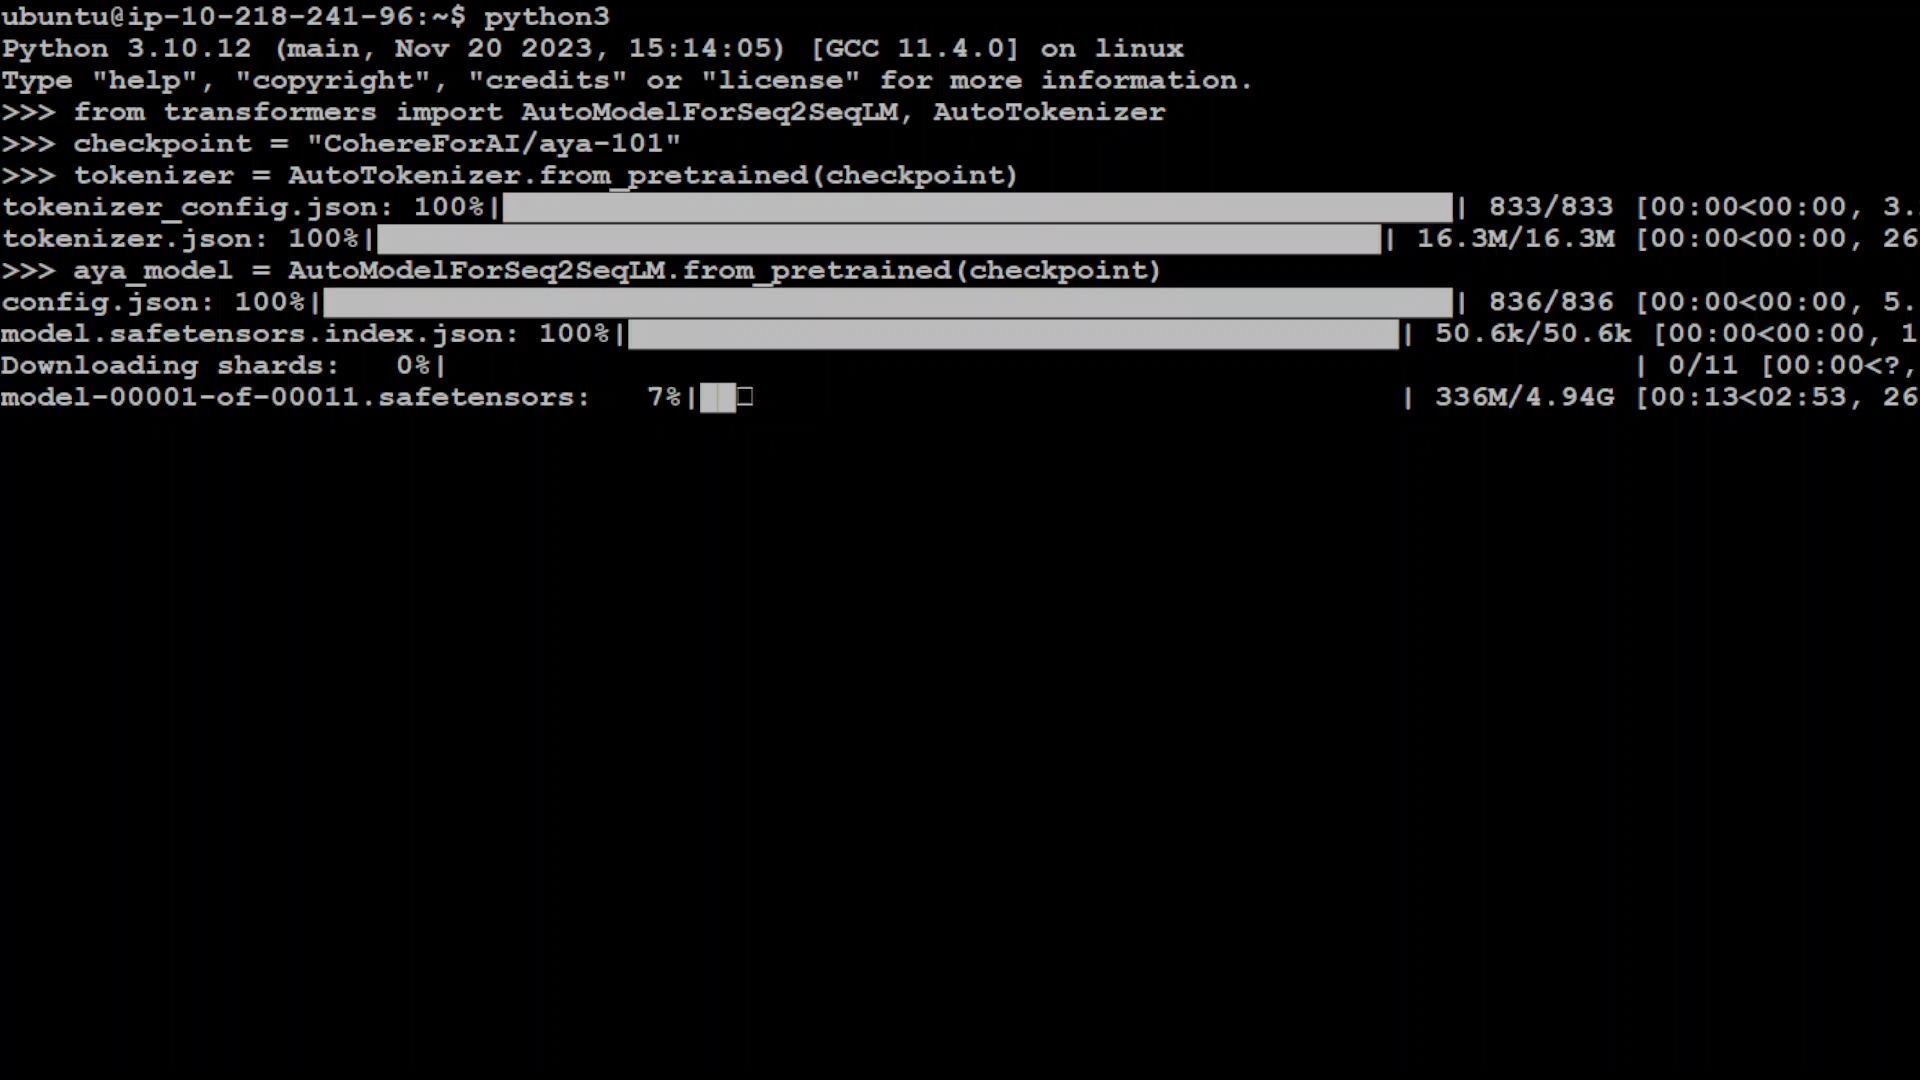 ubuntu@ip-10-218-241-96:~$ python3
Python 3.10.12 (main, Nov 20 2023, 15:14:05) [GCC 11.4.0] on linux
Type "help", "copyright", "credits" or "license" for more information.
>>> from transformers import AutoModelForSeq2SeqLM, AutoTokenizer
>>> checkpoint = "CohereForAI/aya-101"
>>> tokenizer = AutoTokenizer.from_pretrained(checkpoint)
tokenizer_config.json: 100%|██████████| 833/833 [00:00<00:00, 3.
tokenizer.json: 100%|██████████| 16.3M/16.3M [00:00<00:00, 26
>>> aya_model = AutoModelForSeq2SeqLM.from_pretrained(checkpoint)
config.json: 100%|██████████| 836/836 [00:00<00:00, 5.
model.safetensors.index.json: 100%|██████████| 50.6k/50.6k [00:00<00:00, 1
Downloading shards: 0%| | 0/11 [00:00<?,
model-00001-of-00011.safetensors: 7%|██□ | 336M/4.94G [00:13<02:53, 26